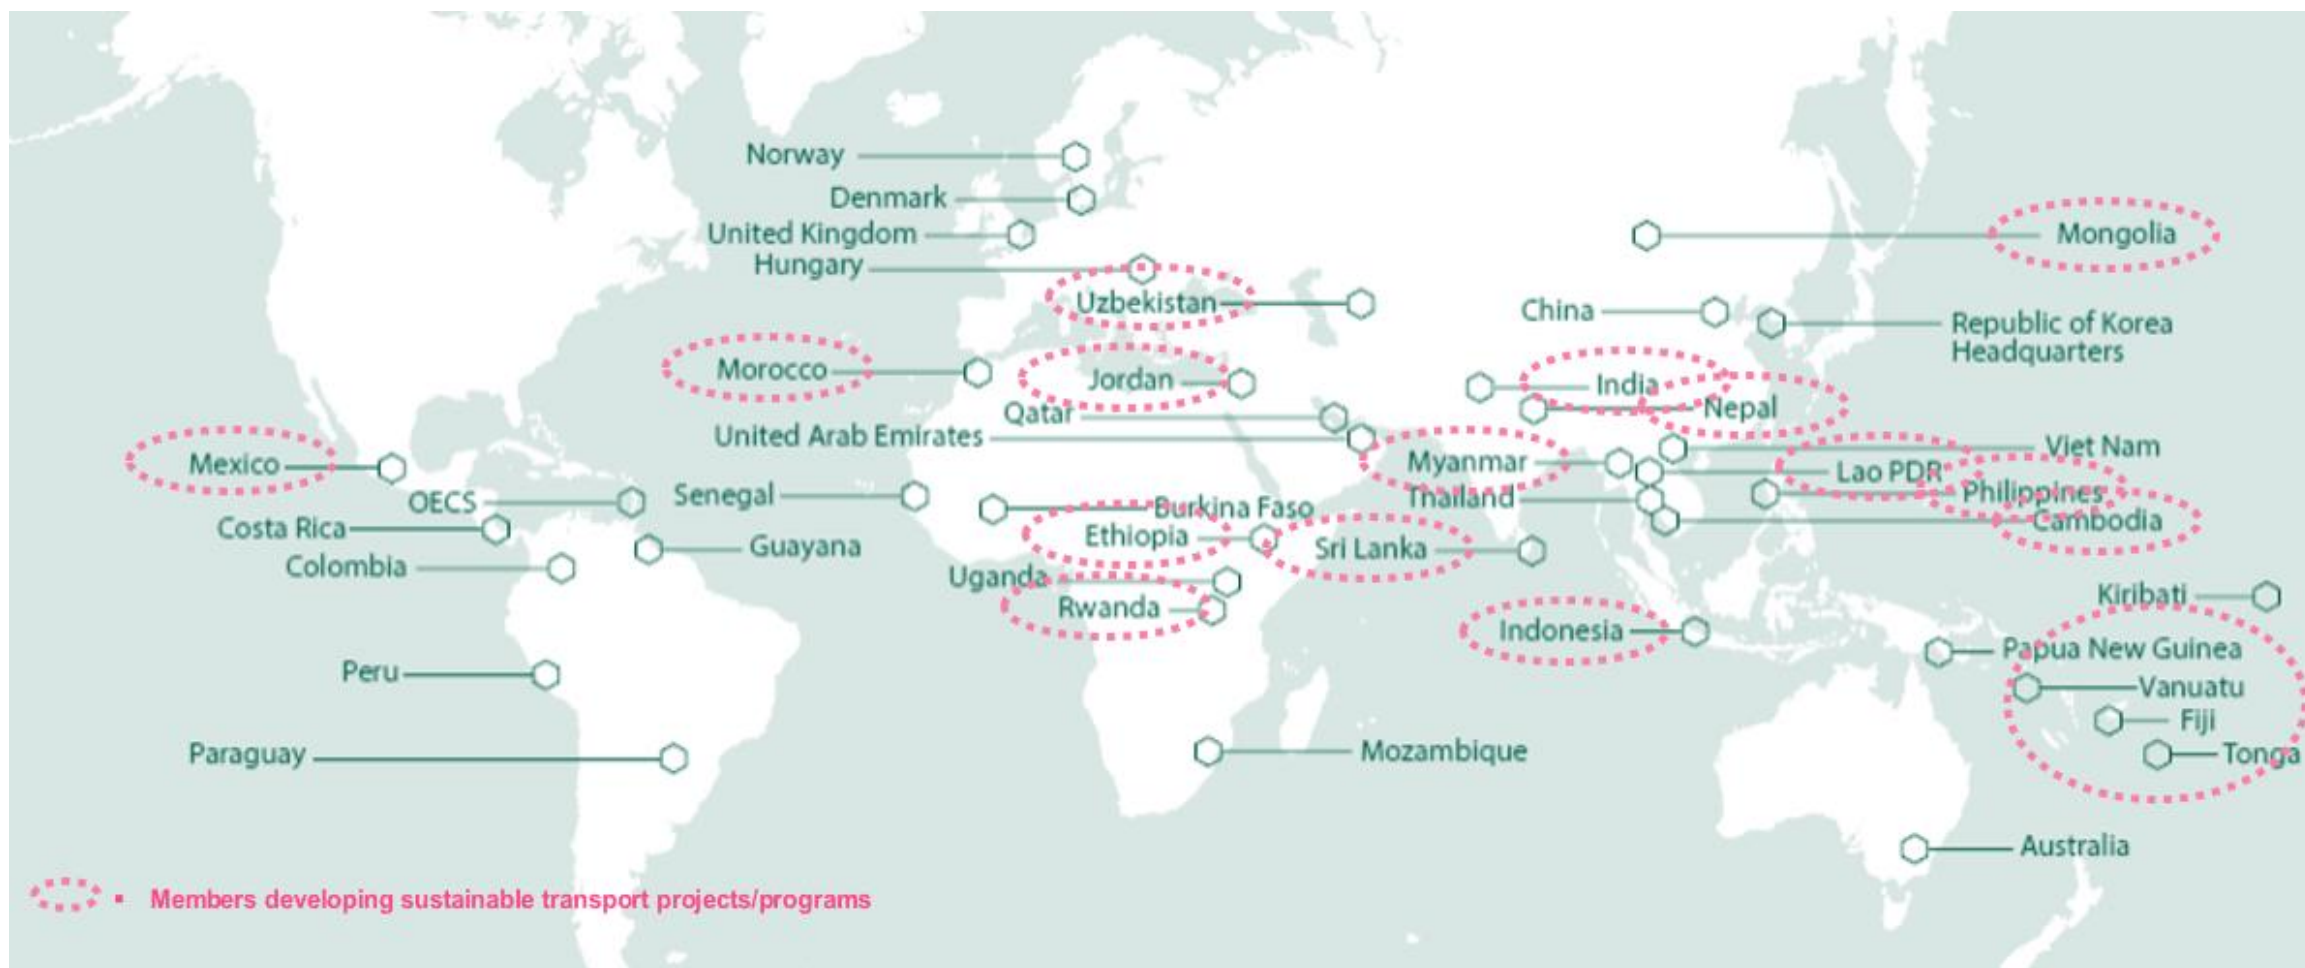 Norway
Denmark
United Kingdom
Hungary
Uzbekistan
Mongolia
China
Republic of Korea
Headquarters
Morocco
Jordan
India
Nepal
Qatar
United Arab Emirates
Viet Nam
Mexico
Myanmar
Lao PDR
OECS
Senegal
Burkina Faso
Thailand
Philippines
Costa Rica
Cambodia
Ethiopia
Sri Lanka
Colombia
Guayana
Uganda
Kiribati
Rwanda
Indonesia
Papua New Guinea
Peru
Vanuatu
Fiji
Paraguay
Mozambique
Tonga
Australia
Members developing sustainable transport projects/programs